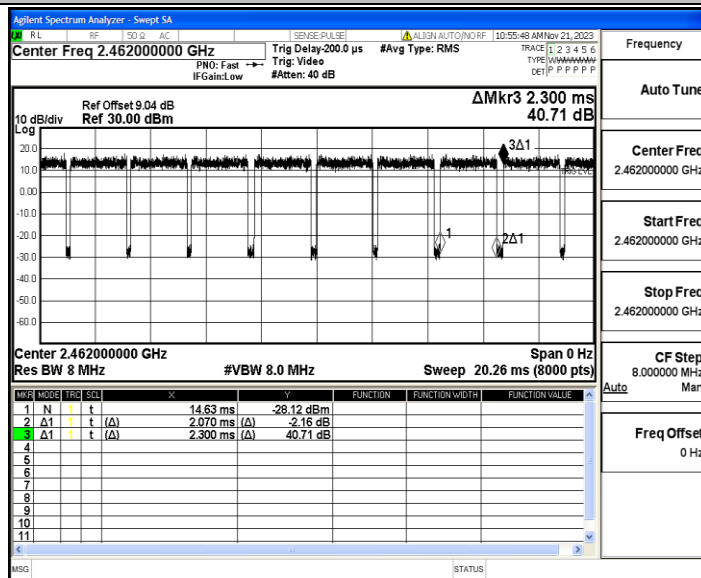 Agilent Spectrum Analyzer - Swept SA
RL RF 50 Ω AC SENSE:PULSE ALIGN AUTO/NO RF 10:55:48 AM Nov 21, 2023
Center Freq 2.462000000 GHz
PNO: Fast
IFGain:Low
Trig Delay-200.0 µs
Trig: Video
#Atten: 40 dB
#Avg Type: RMS
TRACE 1 2 3 4 5 6
TYPE
DET P P P P P P
ΔMkr3 2.300 ms
40.71 dB
Ref Offset 9.04 dB
10 dB/div Ref 30.00 dBm
Log
20.0
10.0
0.00
-10.0
-20.0
-30.0
-40.0
-50.0
-60.0
3Δ1
TRIG LVL
1
2Δ1
Center 2.462000000 GHz Span 0 Hz
Res BW 8 MHz #VBW 8.0 MHz Sweep 20.26 ms (8000 pts)
MKR MODE TRC SCL X Y FUNCTION FUNCTION WIDTH FUNCTION VALUE
1 N 1 t 14.63 ms -28.12 dBm
2 Δ1 1 t (Δ) 2.070 ms (Δ) -2.16 dB
3 Δ1 1 t (Δ) 2.300 ms (Δ) 40.71 dB
4
5
6
7
8
9
10
11
MSG STATUS
Frequency
Auto Tune
Center Freq
2.462000000 GHz
Start Freq
2.462000000 GHz
Stop Freq
2.462000000 GHz
CF Step
8.000000 MHz
Auto Man
Freq Offset
0 Hz